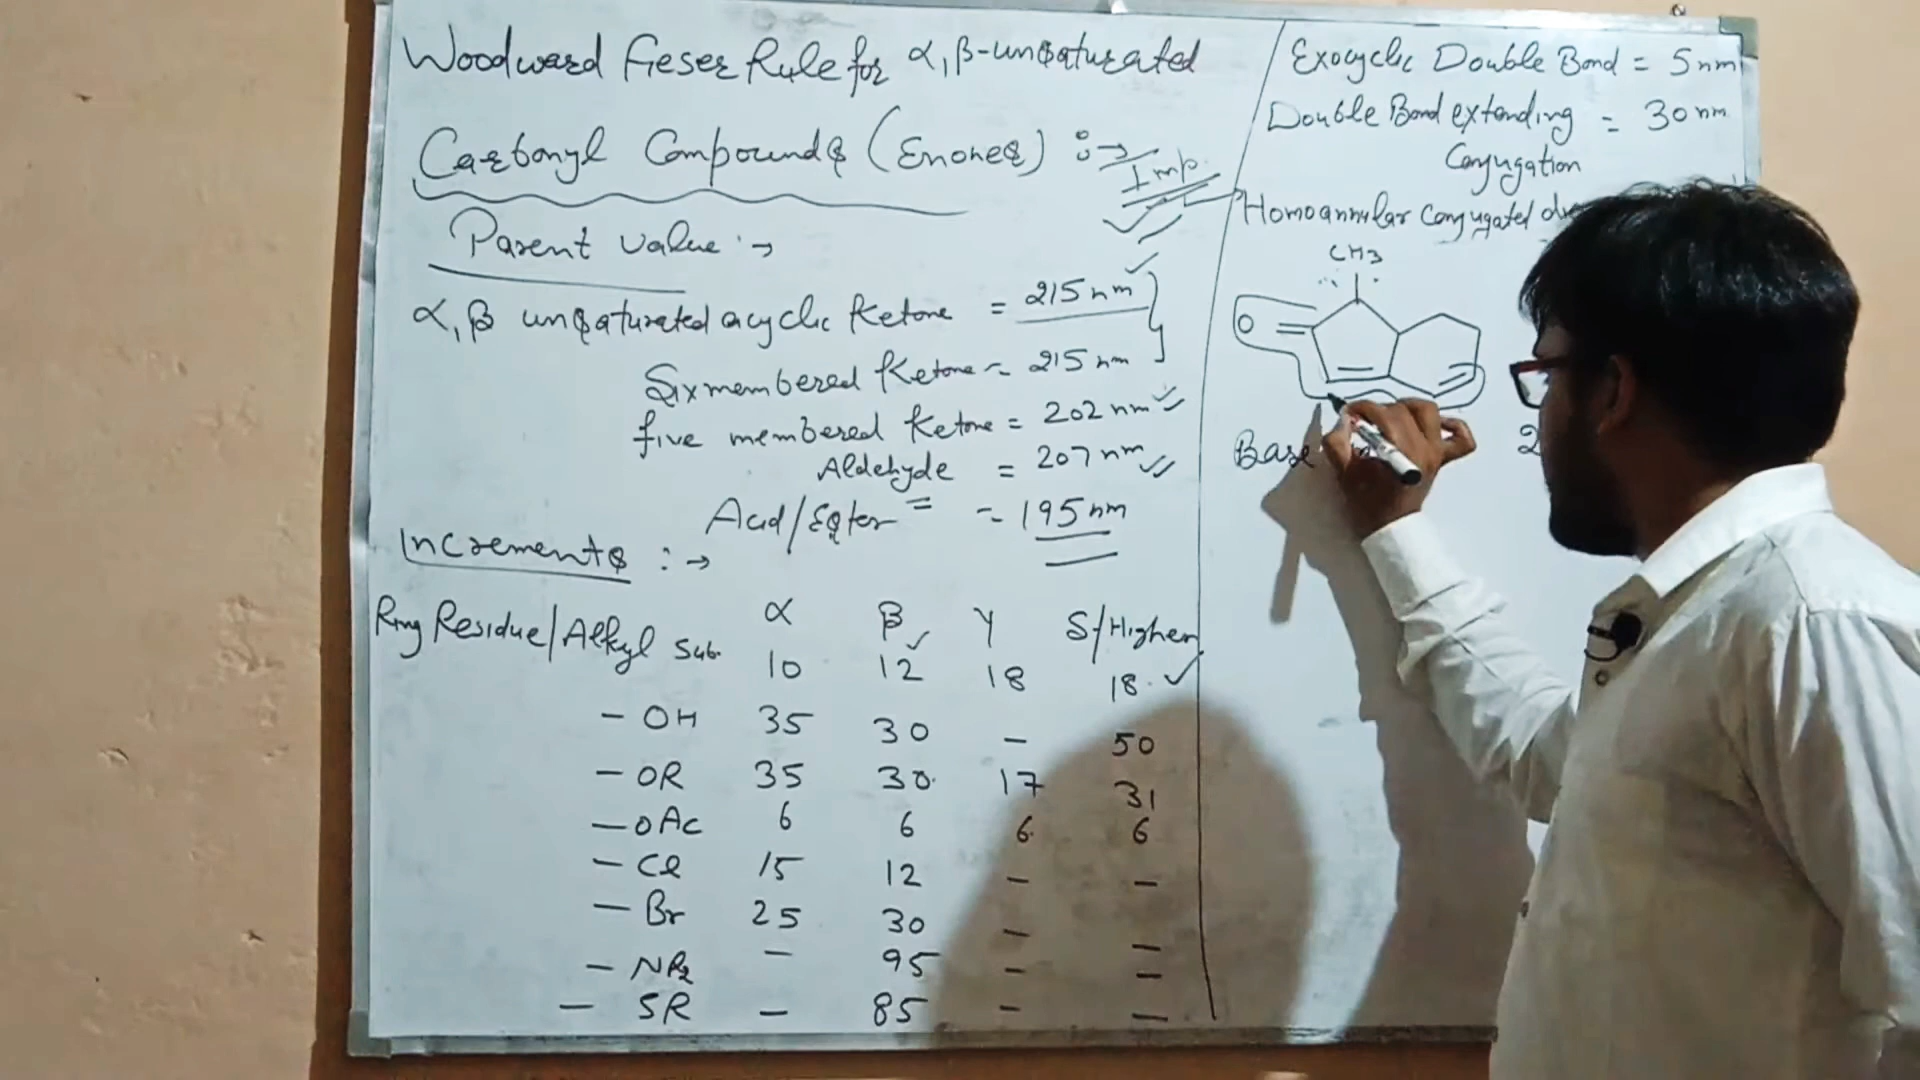 Woodward Fieser Rule for α,β-unsaturated
Carbonyl Compounds (Enones) :→
Imp.
Parent value :→
α,β unsaturated acyclic Ketone = 215 nm
Six membered Ketone = 215 nm
five membered Ketone = 202 nm
Aldehyde = 207 nm
Acid/Ester = 195 nm
Increments :→
α β γ S/Higher
Ring Residue/Alkyl Sub. 10 12 18 18
- OH 35 30 - 50
- OR 35 30 17 31
- OAc 6 6 6 6
- Cl 15 12 - -
- Br 25 30 - -
- NR2 - 95 - -
- SR - 85 - -
Exocyclic Double Bond = 5 nm
Double Bond extending = 30 nm
Conjugation
Homoannular Conjugated
CH3
O
Base